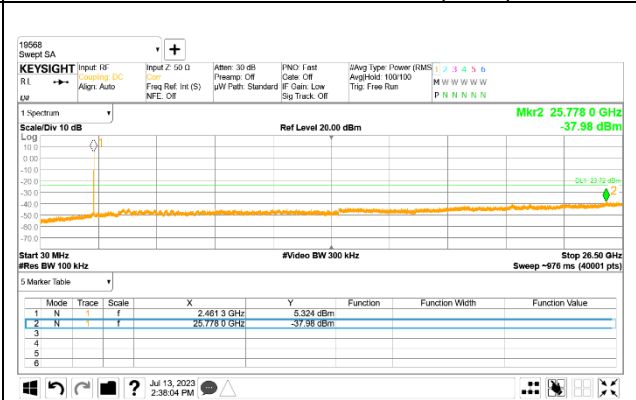 19568
Swept SA
KEYSIGHT Input: RF Input Z: 50 Ω Atten: 30 dB PNO: Fast #Avg Type: Power (RMS 1 2 3 4 5 6
RL Coupling: DC Corr Preamp: Off Gate: Off Avg|Hold: 100/100 M W W W W W
Align: Auto Freq Ref: Int (S) µW Path: Standard IF Gain: Low Trig: Free Run
NFE: Off Sig Track: Off P N N N N N
1 Spectrum Mkr2 25.778 0 GHz
Scale/Div 10 dB Ref Level 20.00 dBm -37.98 dBm
Log
10.0
1
0.00
-10.0
-20.0
-30.0
2
-40.0
-50.0
-60.0
-70.0
Start 30 MHz #Video BW 300 kHz Stop 26.50 GHz
#Res BW 100 kHz Sweep ~976 ms (40001 pts)
5 Marker Table
Mode Trace Scale X Y Function Function Width Function Value
1 N 1 f 2.461 3 GHz 5.324 dBm
2 N 1 f 25.778 0 GHz -37.98 dBm
3
4
5
6
Jul 13, 2023
2:38:04 PM